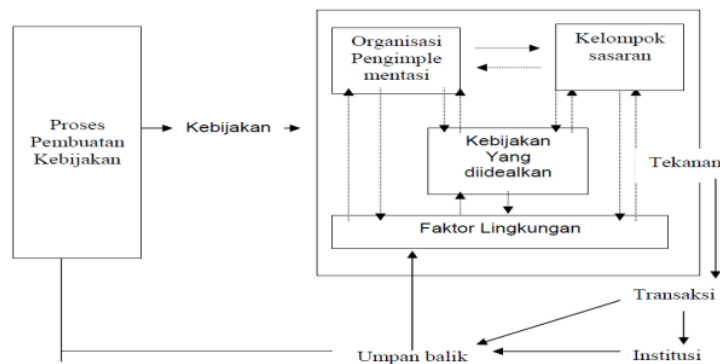 Organisasi
Pengimple
mentasi
Kelompok
sasaran
Proses
Pembuatan
Kebijakan
Kebijakan
Kebijakan
Yang
diidealkan
Tekanan
Faktor Lingkungan
Transaksi
Umpan balik
Institusi